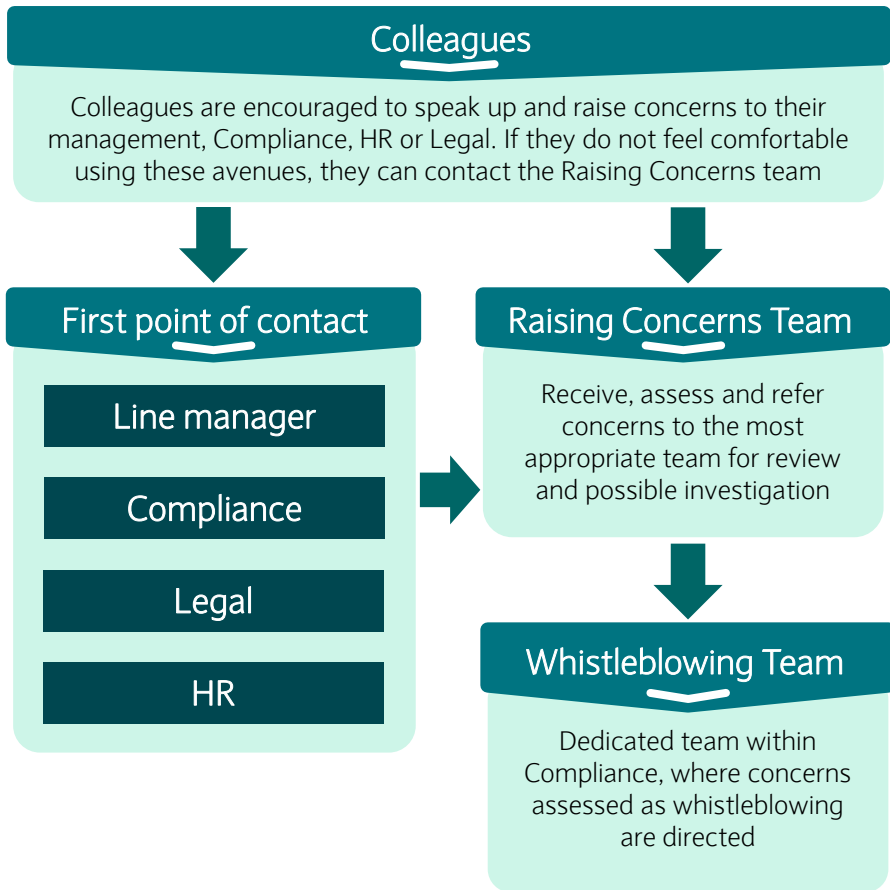 Colleagues
Colleagues are encouraged to speak up and raise concerns to their
management, Compliance, HR or Legal. If they do not feel comfortable
using these avenues, they can contact the Raising Concerns team
First point of contact
Line manager
Compliance
Legal
HR
Raising Concerns Team
Receive, assess and refer
concerns to the most
appropriate team for review
and possible investigation
Whistleblowing Team
Dedicated team within
Compliance, where concerns
assessed as whistleblowing
are directed